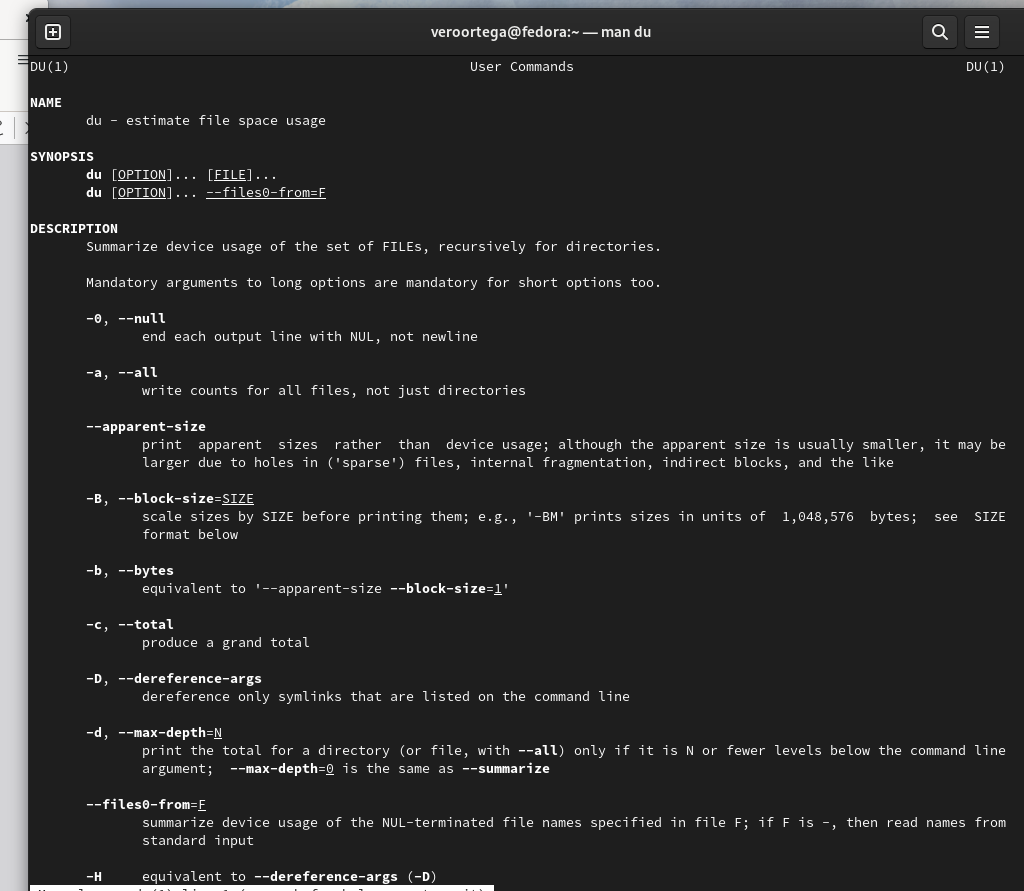 veroortega@fedora:~ — man du
DU(1) User Commands DU(1)
NAME
du - estimate file space usage
SYNOPSIS
du [OPTION]... [FILE]...
du [OPTION]... --files0-from=F
DESCRIPTION
Summarize device usage of the set of FILEs, recursively for directories.
Mandatory arguments to long options are mandatory for short options too.
-0, --null
end each output line with NUL, not newline
-a, --all
write counts for all files, not just directories
--apparent-size
print apparent sizes rather than device usage; although the apparent size is usually smaller, it may be
larger due to holes in ('sparse') files, internal fragmentation, indirect blocks, and the like
-B, --block-size=SIZE
scale sizes by SIZE before printing them; e.g., '-BM' prints sizes in units of 1,048,576 bytes; see SIZE
format below
-b, --bytes
equivalent to '--apparent-size --block-size=1'
-c, --total
produce a grand total
-D, --dereference-args
dereference only symlinks that are listed on the command line
-d, --max-depth=N
print the total for a directory (or file, with --all) only if it is N or fewer levels below the command line
argument; --max-depth=0 is the same as --summarize
--files0-from=F
summarize device usage of the NUL-terminated file names specified in file F; if F is -, then read names from
standard input
-H equivalent to --dereference-args (-D)